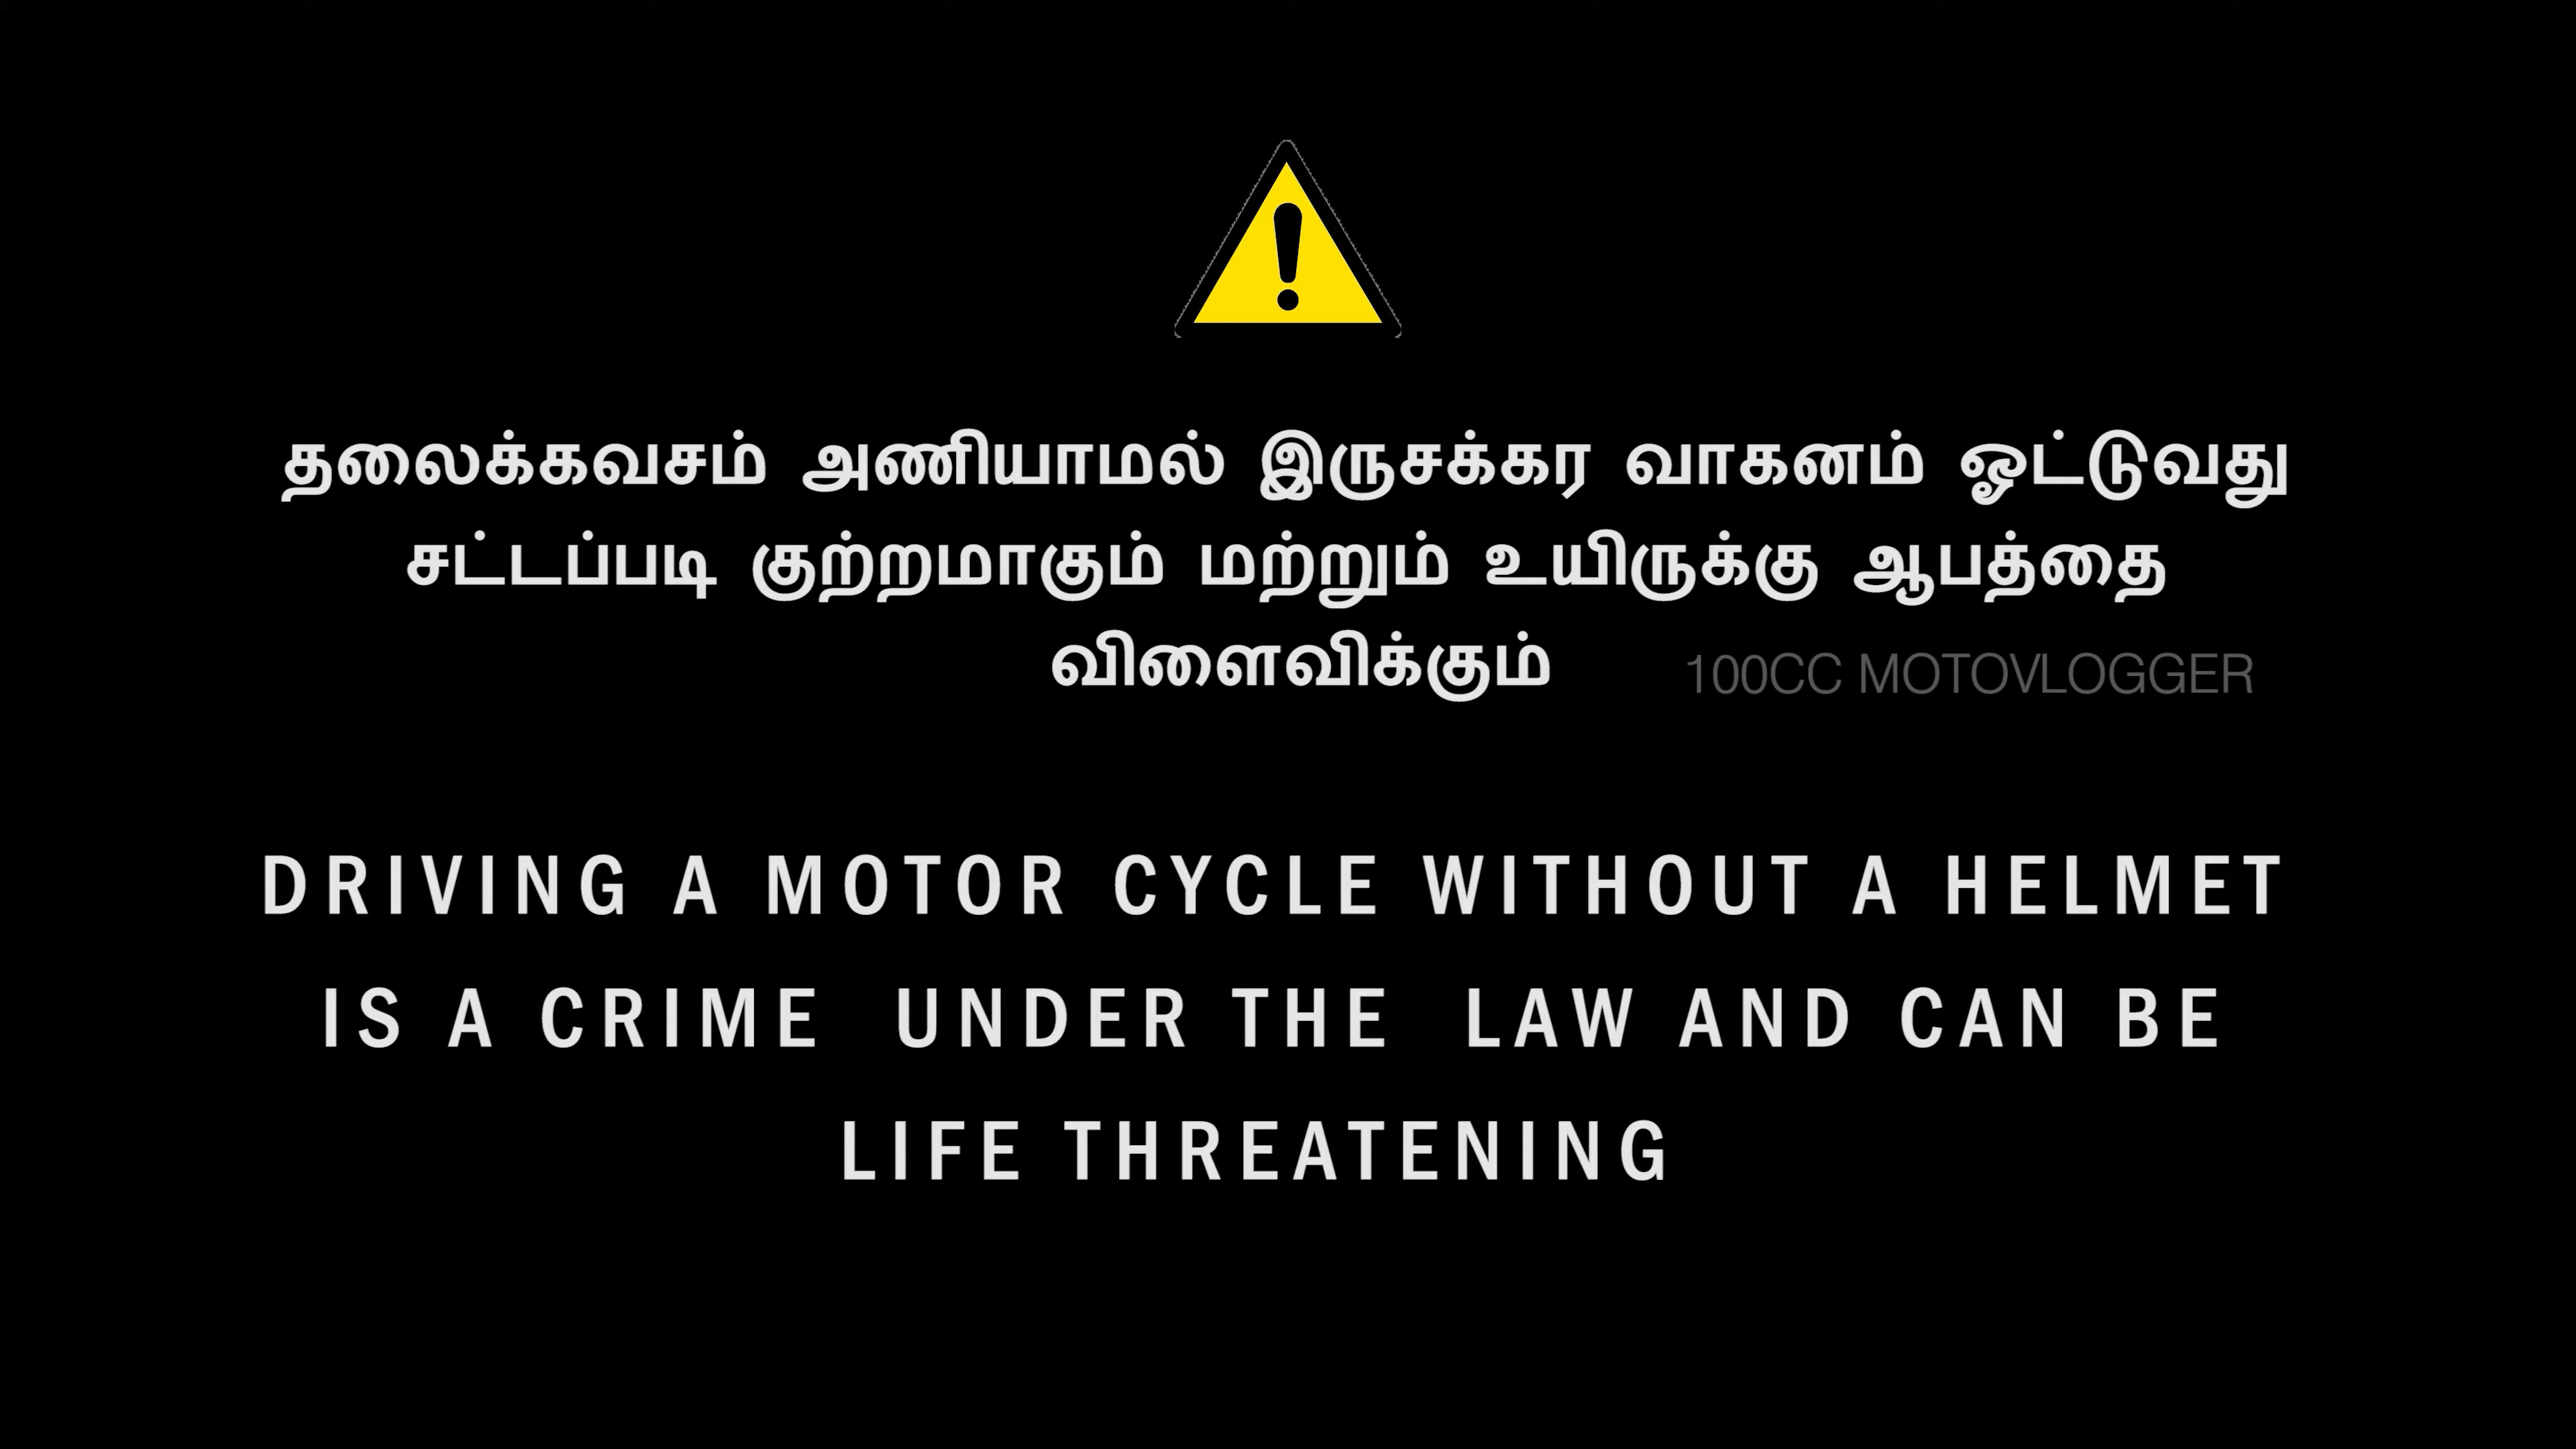 தலைக்கவசம் அணியாமல் இருசக்கர வாகனம் ஓட்டுவது
சட்டப்படி குற்றமாகும் மற்றும் உயிருக்கு ஆபத்தை
விளைவிக்கும்
100CC MOTOVLOGGER
DRIVING A MOTOR CYCLE WITHOUT A HELMET
IS A CRIME UNDER THE LAW AND CAN BE
LIFE THREATENING